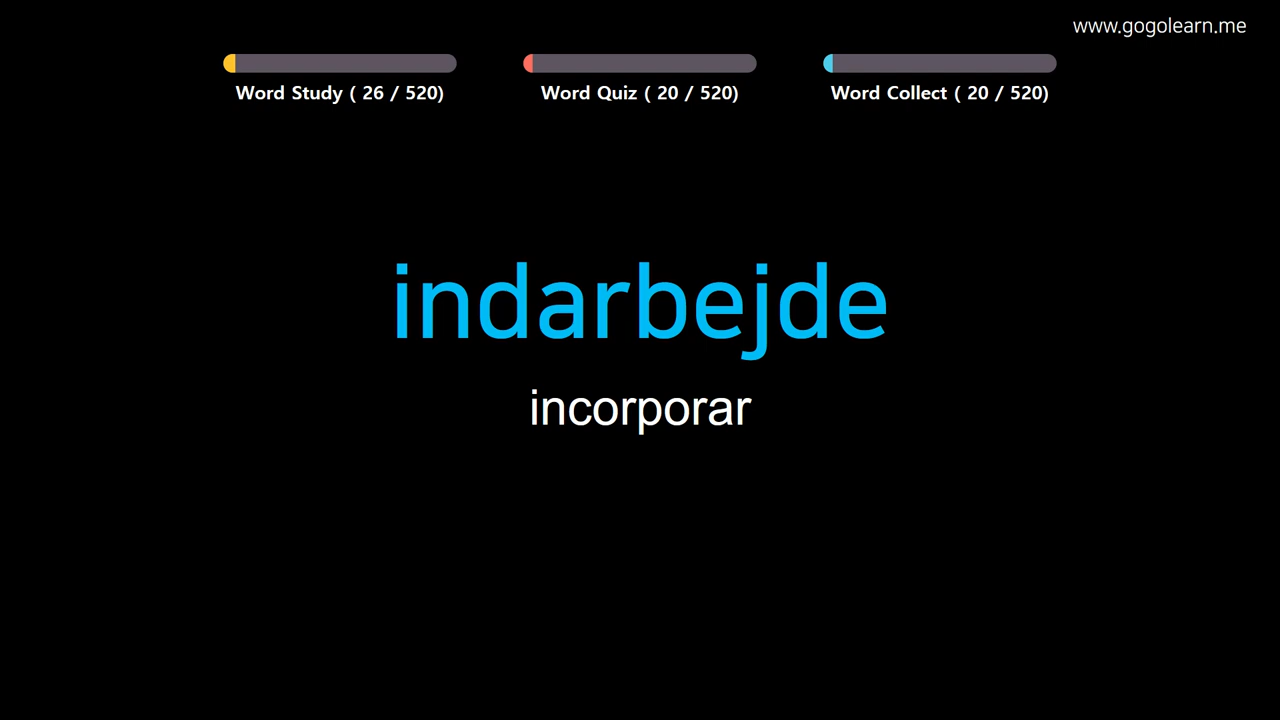 www.gogolearn.me
Word Study ( 26 / 520)
Word Quiz ( 20 / 520)
Word Collect ( 20 / 520)
indarbejde
incorporar